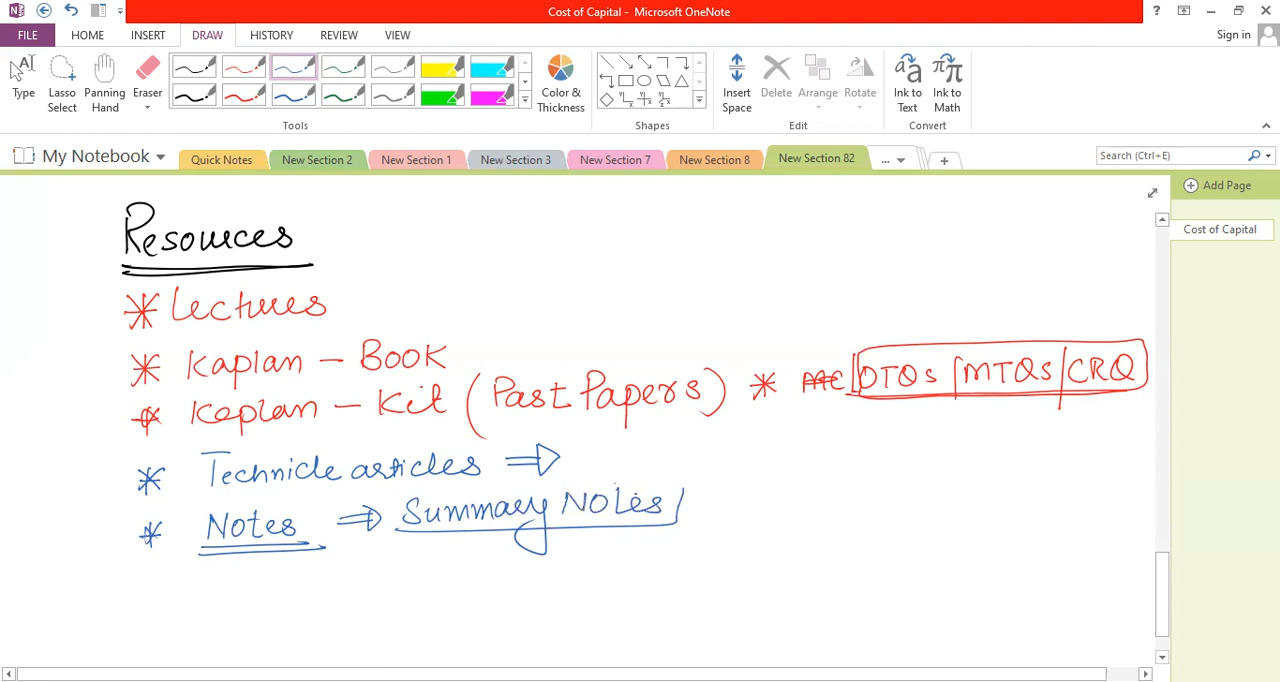 Cost of Capital - Microsoft OneNote
?
FILE HOME INSERT DRAW HISTORY REVIEW VIEW
Sign in
Type Lasso Select Panning Hand Eraser
Color & Thickness
Insert Space Delete Arrange Rotate Ink to Text Ink to Math
Tools Shapes Edit Convert
My Notebook Quick Notes New Section 2 New Section 1 New Section 3 New Section 7 New Section 8 New Section 82 ... Search (Ctrl+E)
Add Page
Cost of Capital
Resources
* Lectures
* Kaplan - Book
* Kaplan - Kit (Past Papers) * MC OTQs | MTQs | CRQ
* Technicle articles ⇒
* Notes ⇒ Summary Notes